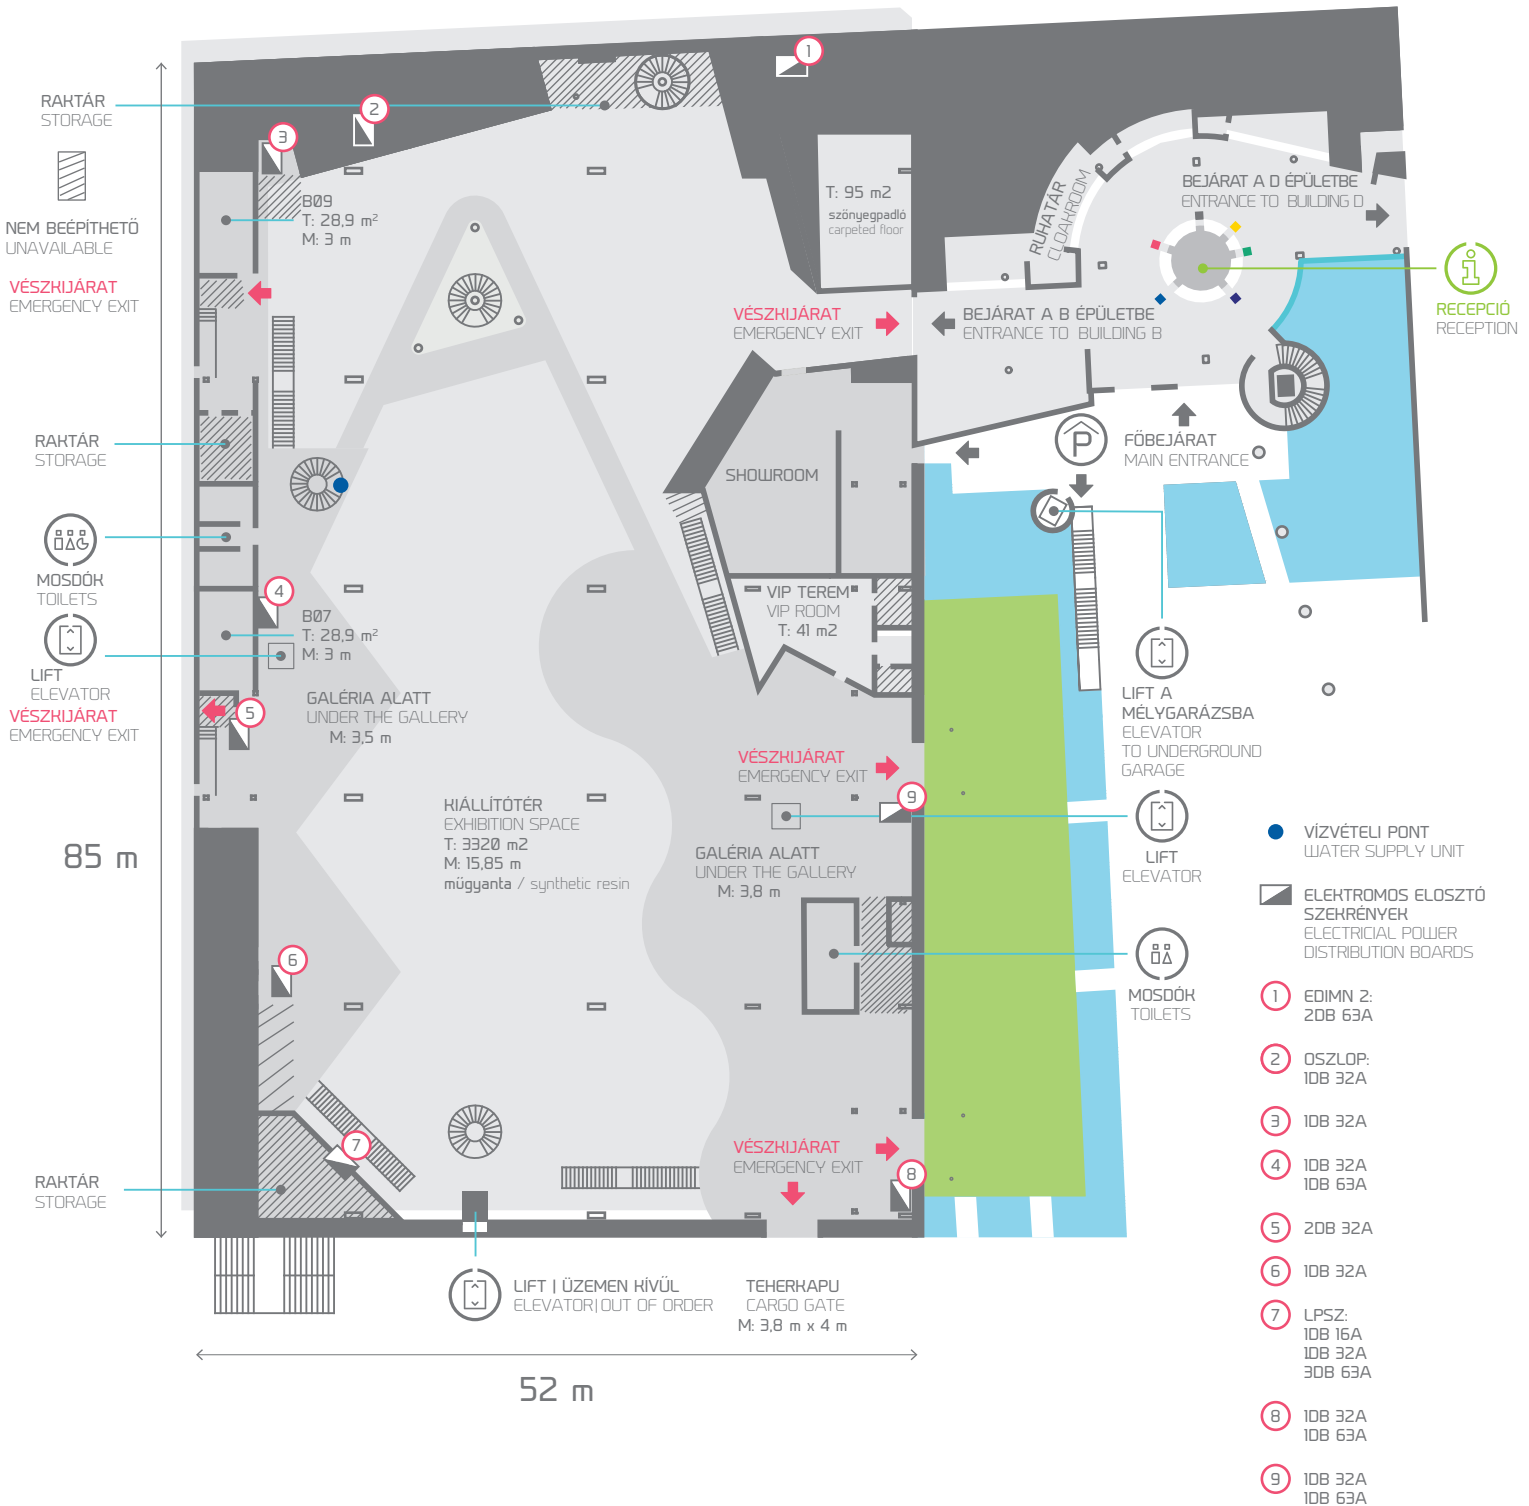 RAKTÁR
STORAGE
NEM BEÉPÍTHETŐ
UNAVAILABLE
VÉSZKIJÁRAT
EMERGENCY EXIT
RAKTÁR
STORAGE
MOSDÓK
TOILETS
LIFT
ELEVATOR
VÉSZKIJÁRAT
EMERGENCY EXIT
85 m
RAKTÁR
STORAGE
1
2
3
B09
T: 28,9 m²
M: 3 m
4
B07
T: 28,9 m²
M: 3 m
5
GALÉRIA ALATT
UNDER THE GALLERY
M: 3,5 m
KIÁLLÍTÓTÉR
EXHIBITION SPACE
T: 3320 m2
M: 15,85 m
műgyanta / synthetic resin
6
7
T: 95 m2
szőnyegpadló
carpeted floor
VÉSZKIJÁRAT
EMERGENCY EXIT
SHOWROOM
VIP TEREM
VIP ROOM
T: 41 m2
VÉSZKIJÁRAT
EMERGENCY EXIT
9
GALÉRIA ALATT
UNDER THE GALLERY
M: 3,8 m
VÉSZKIJÁRAT
EMERGENCY EXIT
8
LIFT | ÜZEMEN KÍVÜL
ELEVATOR|OUT OF ORDER
TEHERKAPU
CARGO GATE
M: 3,8 m x 4 m
52 m
RUHATÁR
CLOAKROOM
BEJÁRAT A D ÉPÜLETBE
ENTRANCE TO BUILDING D
BEJÁRAT A B ÉPÜLETBE
ENTRANCE TO BUILDING B
RECEPCIÓ
RECEPTION
P
FŐBEJÁRAT
MAIN ENTRANCE
LIFT A
MÉLYGARÁZSBA
ELEVATOR
TO UNDERGROUND
GARAGE
LIFT
ELEVATOR
MOSDÓK
TOILETS
VÍZVÉTELI PONT
WATER SUPPLY UNIT
ELEKTROMOS ELOSZTÓ
SZEKRÉNYEK
ELECTRICIAL POWER
DISTRIBUTION BOARDS
1 EDIMN 2:
2DB 63A
2 OSZLOP:
1DB 32A
3 1DB 32A
4 1DB 32A
1DB 63A
5 2DB 32A
6 1DB 32A
7 LPSZ:
1DB 16A
1DB 32A
3DB 63A
8 1DB 32A
1DB 63A
9 1DB 32A
1DB 63A